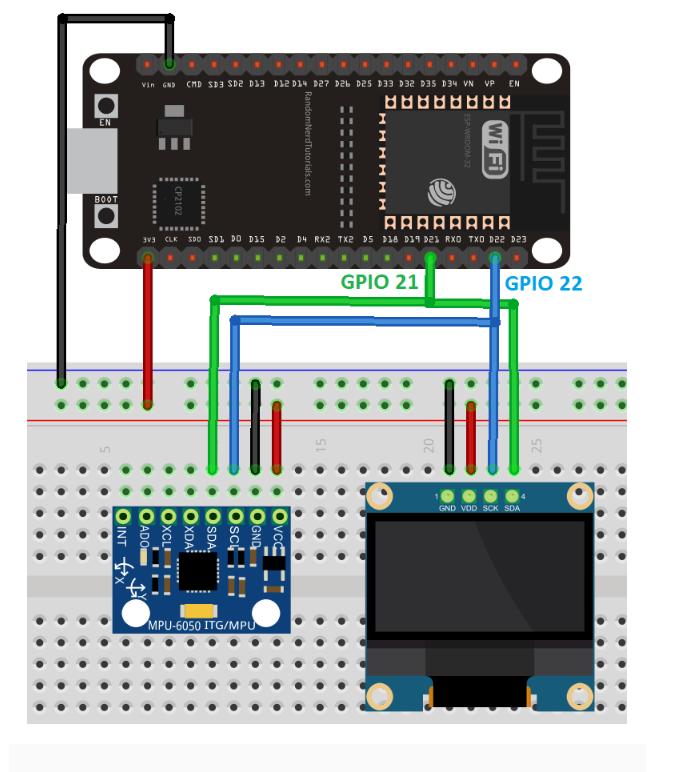 Vin GND CMD SD3 SD2 D13 D12 D14 D27 D26 D25 D33 D32 D35 D34 VN VP EN
EN
RandomNerdTutorials.com
ESP-WROOM-32
WiFi
CP2102
BOOT
3V3 CLK SD0 SD1 D0 D15 D2 D4 RX2 TX2 D5 D18 D19 D21 RX0 TX0 D22 D23
GPIO 21
GPIO 22
5
15
20
25
1
4
GND VDD SCK SDA
INT AD0 XCL XDA SDA SCL GND VCC
X
Y
MPU-6050 ITG/MPU